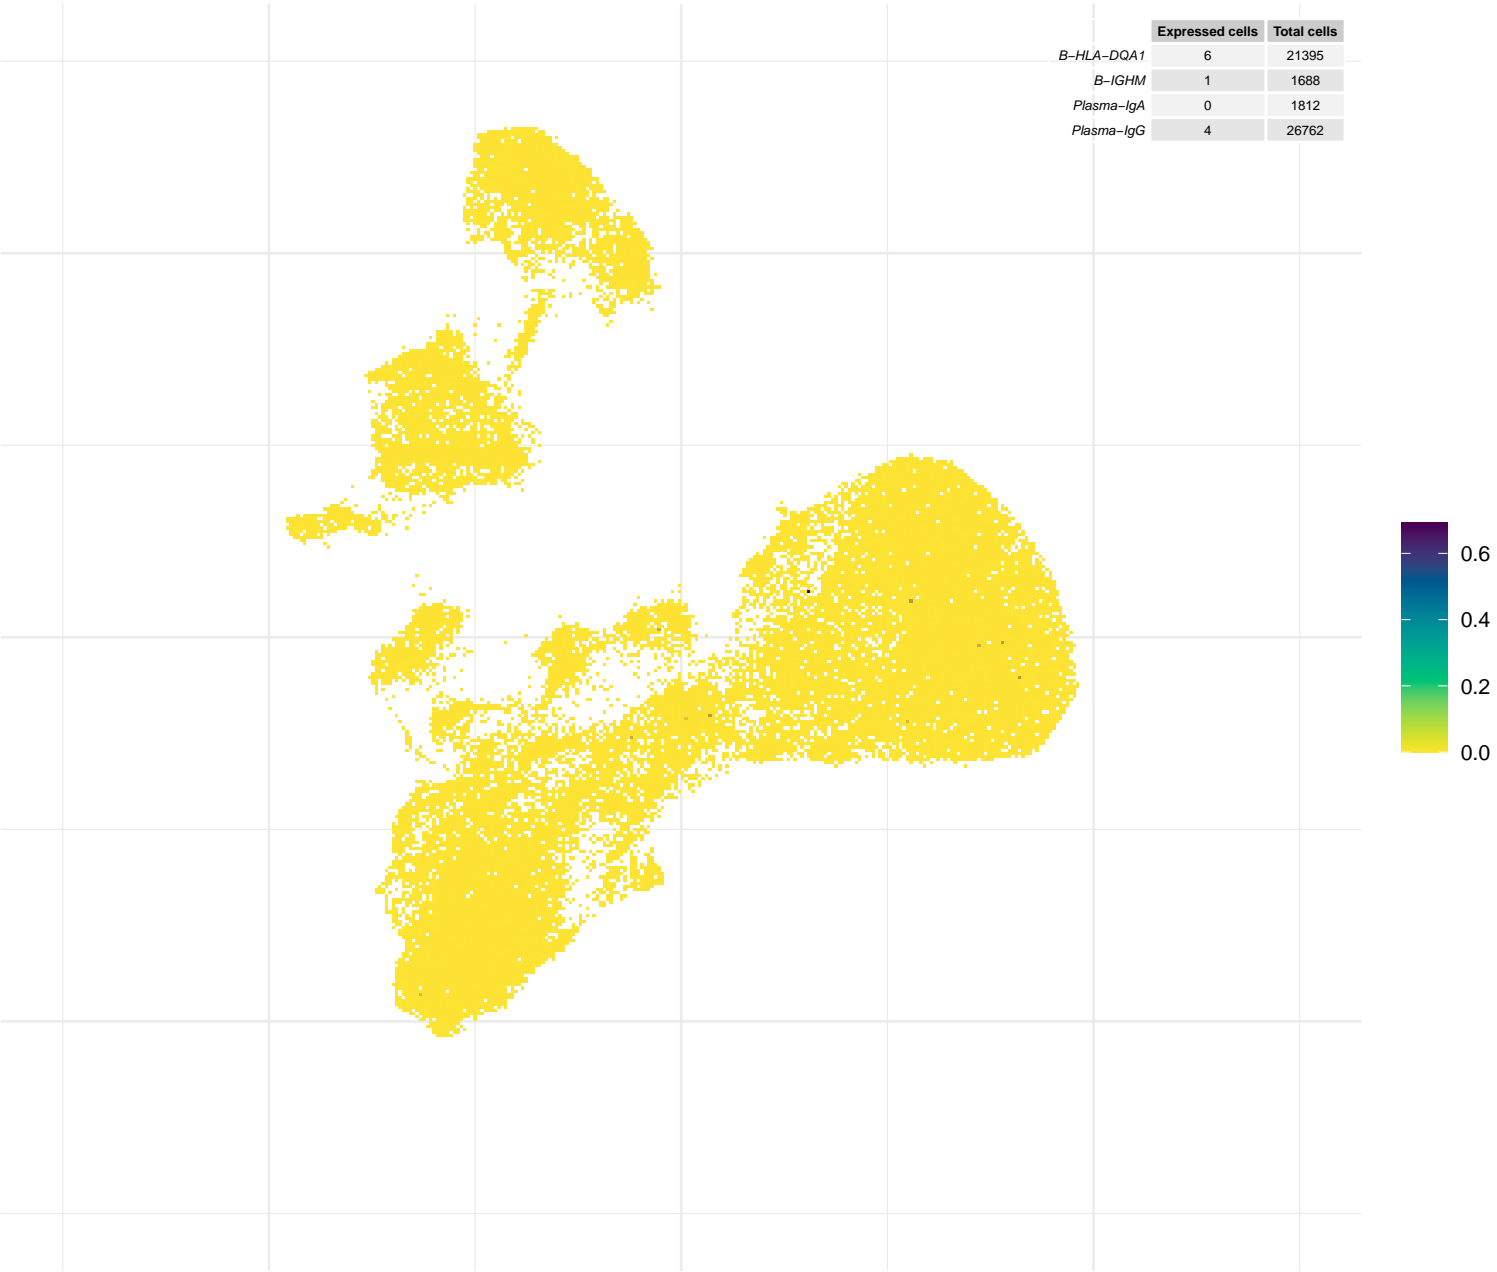 Expressed cells Total cells
B−HLA−DQA1 6 21395
B−IGHM 1 1688
Plasma−IgA 0 1812
Plasma−IgG 4 26762
0.6
0.4
0.2
0.0